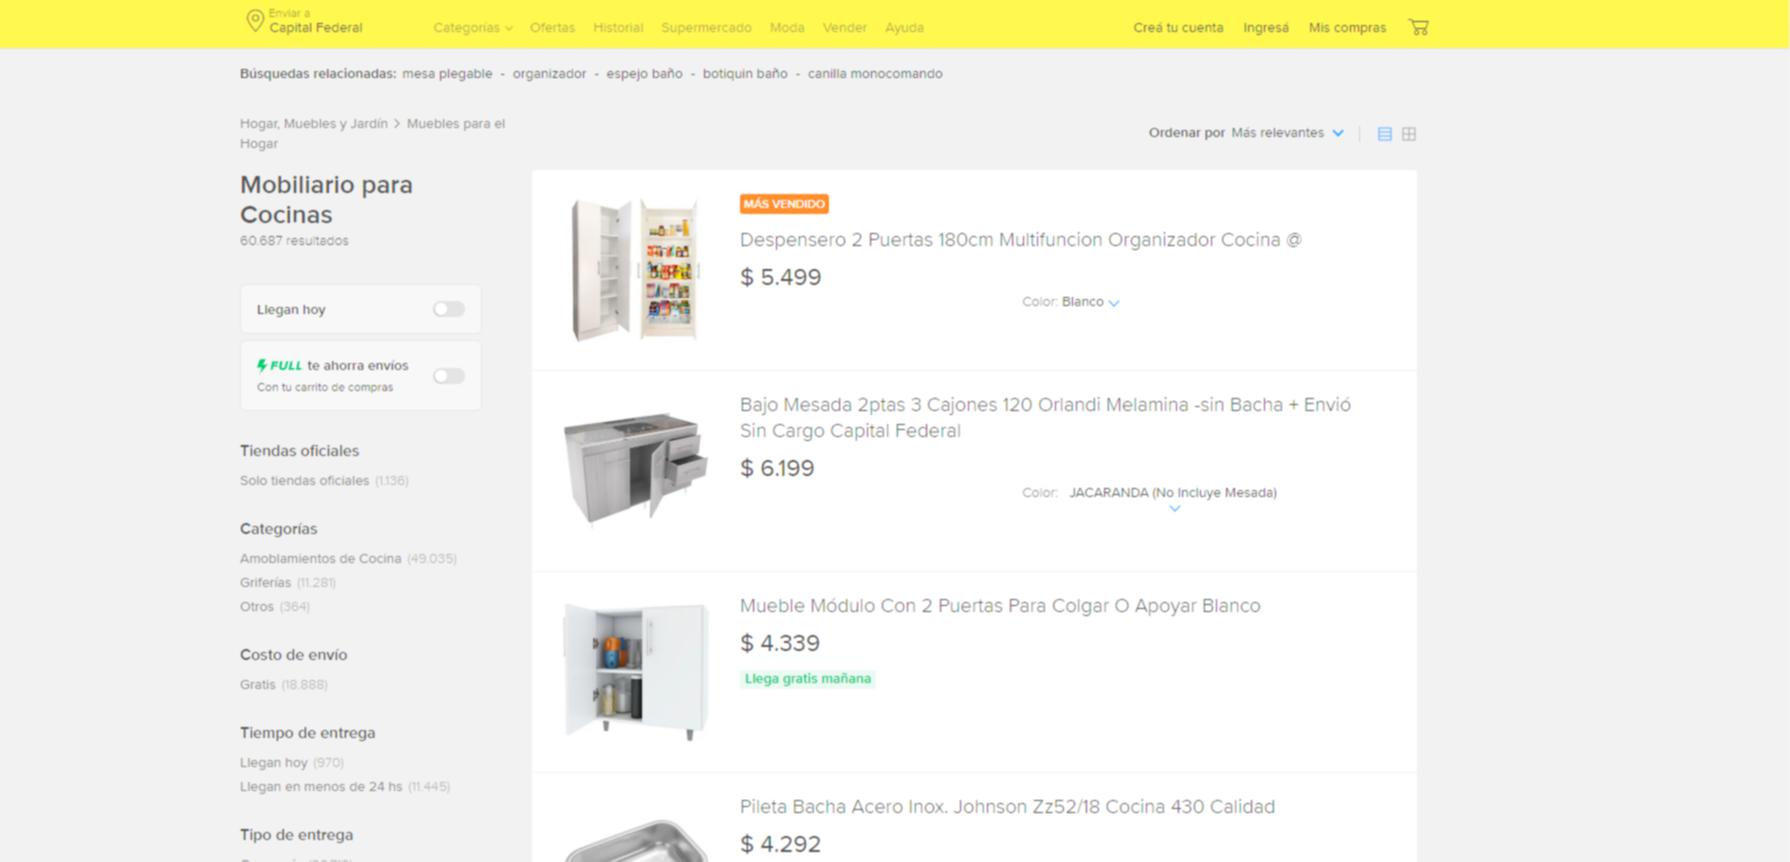 Enviar a
Capital Federal
Categorías
Ofertas
Historial
Supermercado
Moda
Vender
Ayuda
Creá tu cuenta
Ingresá
Mis compras
Búsquedas relacionadas: mesa plegable - organizador - espejo baño - botiquin baño - canilla monocomando
Hogar, Muebles y Jardín > Muebles para el
Hogar
Ordenar por Más relevantes
Mobiliario para
Cocinas
60.687 resultados
Llegan hoy
FULL te ahorra envíos
Con tu carrito de compras
Tiendas oficiales
Solo tiendas oficiales (1.136)
Categorías
Amoblamientos de Cocina (49.035)
Griferías (11.281)
Otros (364)
Costo de envío
Gratis (18.888)
Tiempo de entrega
Llegan hoy (970)
Llegan en menos de 24 hs (11.445)
Tipo de entrega
MÁS VENDIDO
Despensero 2 Puertas 180cm Multifuncion Organizador Cocina @
$ 5.499
Color: Blanco
Bajo Mesada 2ptas 3 Cajones 120 Orlandi Melamina -sin Bacha + Envió
Sin Cargo Capital Federal
$ 6.199
Color: JACARANDA (No Incluye Mesada)
Mueble Módulo Con 2 Puertas Para Colgar O Apoyar Blanco
$ 4.339
Llega gratis mañana
Pileta Bacha Acero Inox. Johnson Zz52/18 Cocina 430 Calidad
$ 4.292